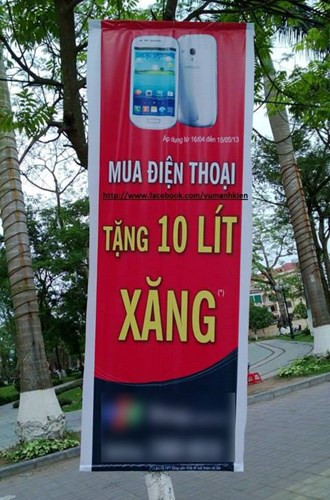 Áp dụng từ 16/04 đến 15/05/13
MUA ĐIỆN THOẠI
http://www.facebook.com/vumanhkien
TẶNG 10 LÍT
XĂNG (*)